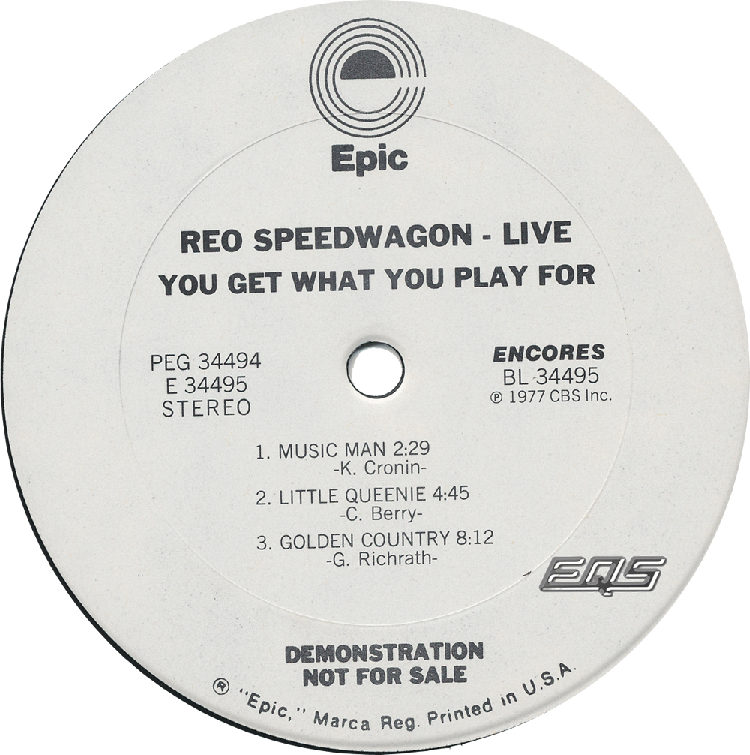 Epic
REO SPEEDWAGON - LIVE
YOU GET WHAT YOU PLAY FOR
PEG 34494
E 34495
STEREO
ENCORES
BL-34495
℗ 1977 CBS Inc.
1. MUSIC MAN 2:29
-K. Cronin-
2. LITTLE QUEENIE 4:45
-C. Berry-
3. GOLDEN COUNTRY 8:12
-G. Richrath-
EQS
DEMONSTRATION
NOT FOR SALE
® "Epic," Marca Reg. Printed in U.S.A.